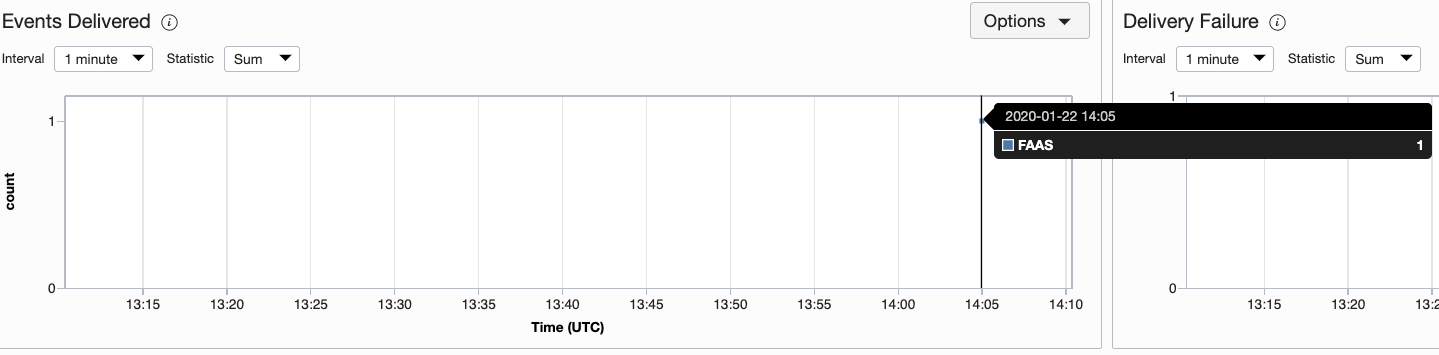 Events Delivered
Options
Interval 1 minute Statistic Sum
1
0
count
13:15 13:20 13:25 13:30 13:35 13:40 13:45 13:50 13:55 14:00 14:05 14:10
Time (UTC)
2020-01-22 14:05
FAAS 1
Delivery Failure
Interval 1 minute Statistic Sum
1
0
13:15 13:20 13:2